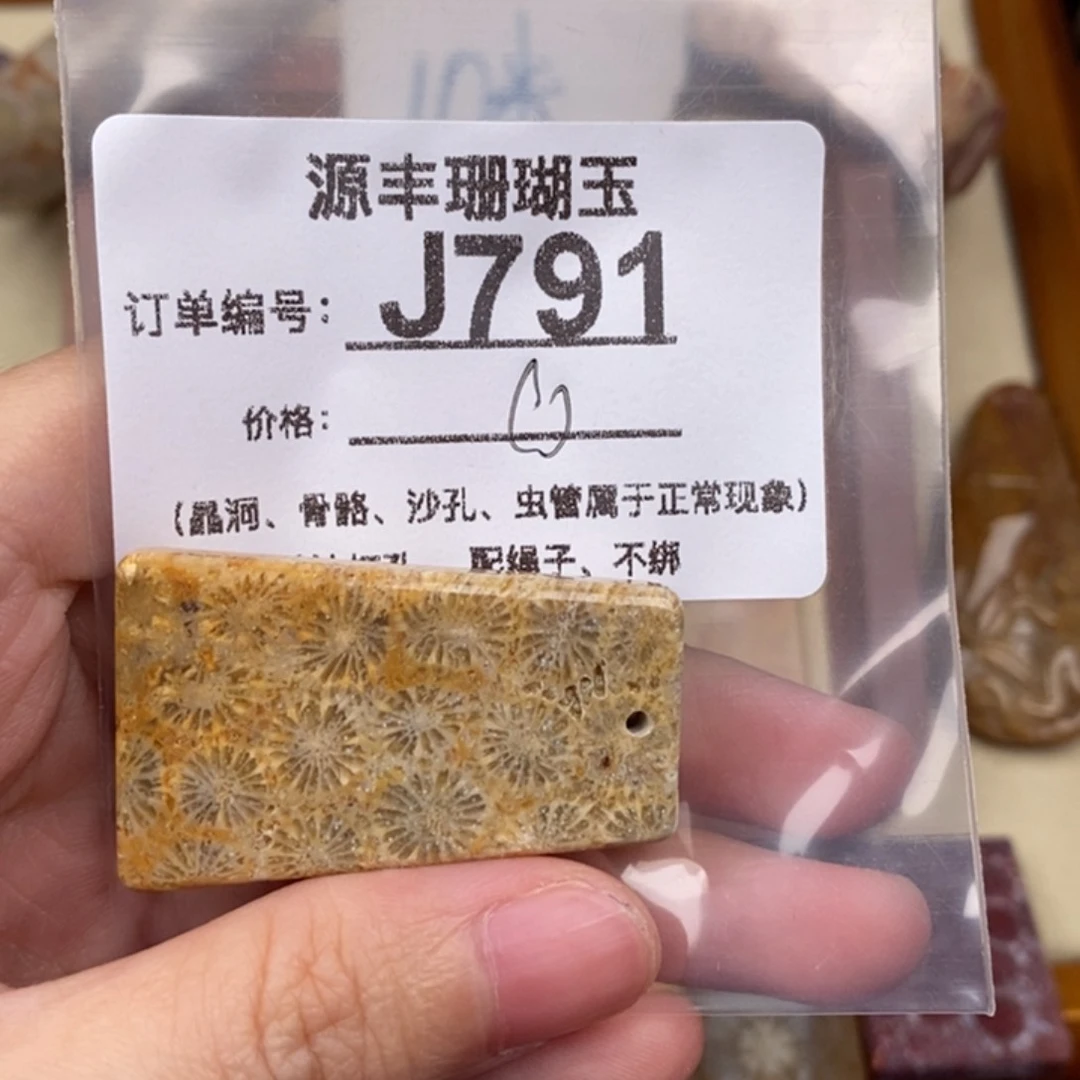 源丰珊瑚玉
订单编号：J791
价格：
（晶洞、骨骼、沙孔、虫管属于正常现象）
配绳子、不绑